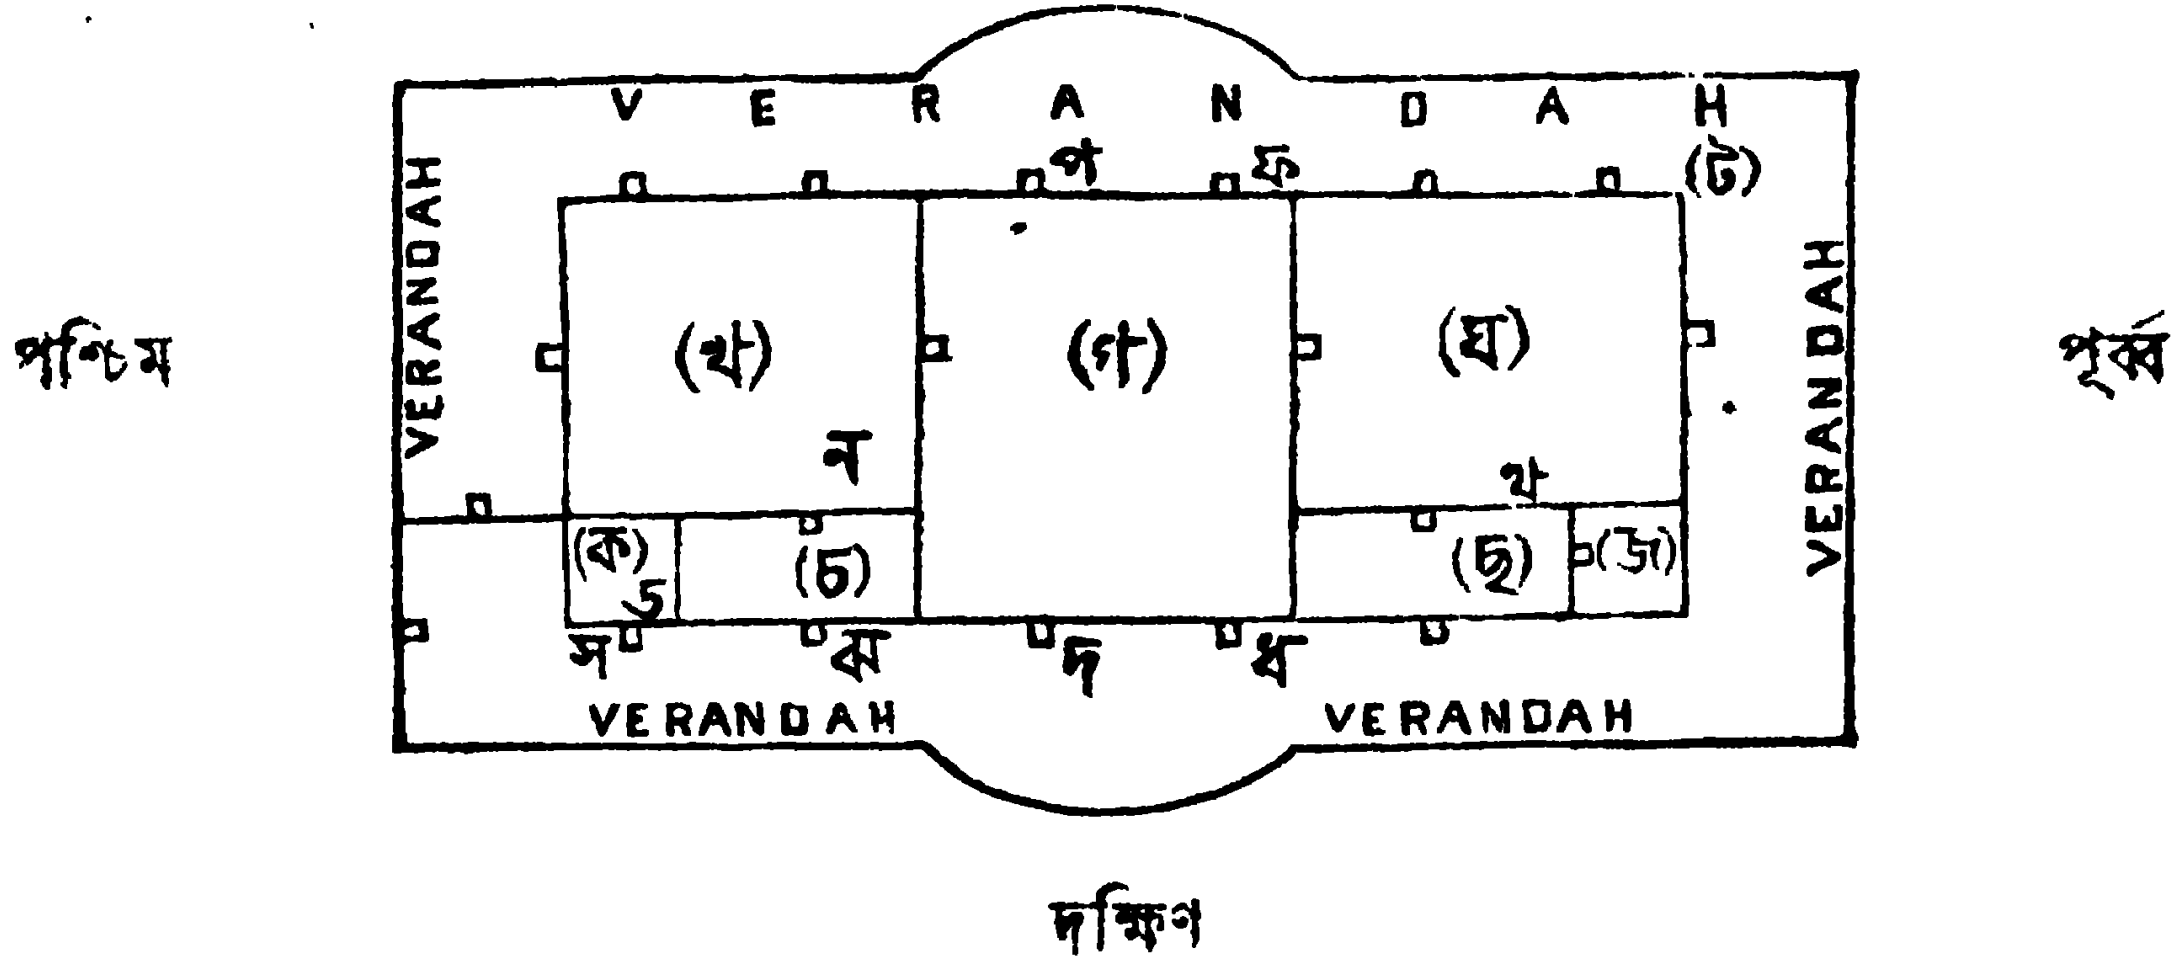 VERANDAH
প ফ (ট)
VERANDAH
পশ্চিম (খ) (গ) (ঘ) পূর্ব্ব
VERANDAH
ন খ
(ক) (চ) (ছ) (জ)
ড
স ঝ দ ধ
VERANDAH VERANDAH
দক্ষিণ